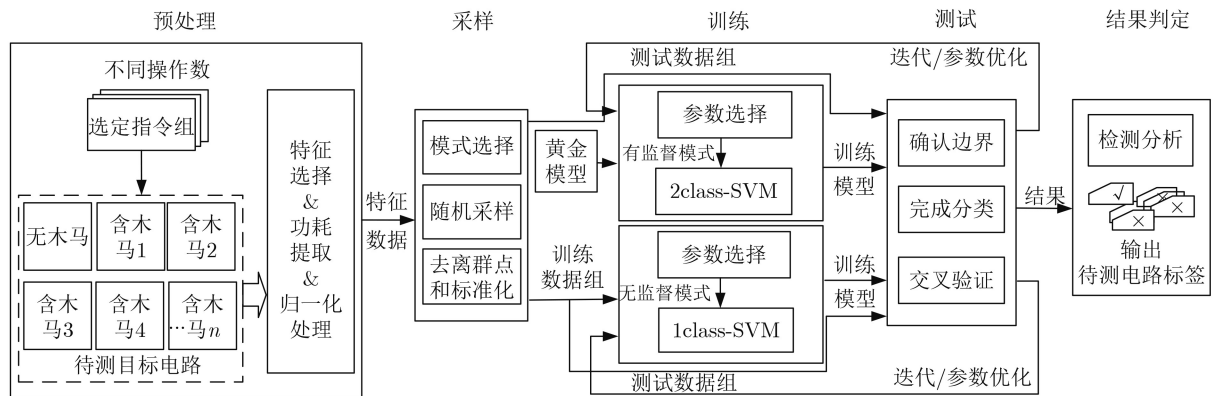 预处理
采样
训练
测试
结果判定
不同操作数
选定指令组
无木马
含木
马1
含木
马2
含木
马3
含木
马4
含木
…马n
待测目标电路
特征
选择
&
功耗
提取
&
归一化
处理
特征
数据
模式选择
随机采样
去离群点
和标准化
测试数据组
黄金
模型
参数选择
有监督模式
2class-SVM
训练
模型
训练
数据组
参数选择
无监督模式
1class-SVM
训练
模型
测试数据组
迭代/参数优化
确认边界
完成分类
交叉验证
迭代/参数优化
结果
检测分析
√
×
×
×
输出
待测电路标签